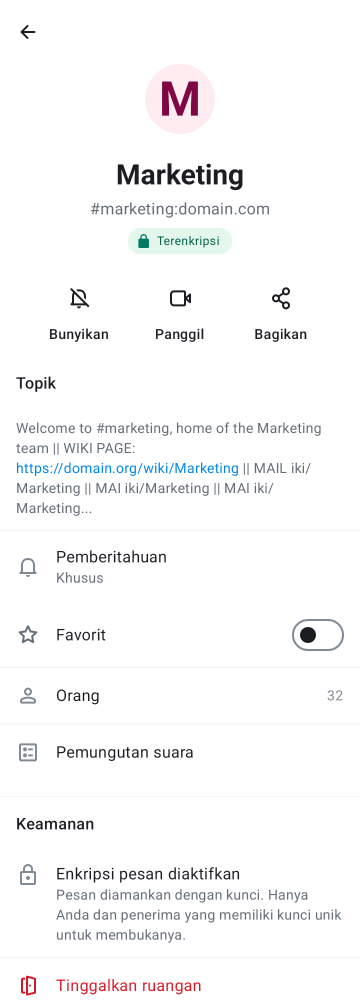 M
Marketing
#marketing:domain.com
Terenkripsi
Bunyikan
Panggil
Bagikan
Topik
Welcome to #marketing, home of the Marketing
team || WIKI PAGE:
https://domain.org/wiki/Marketing || MAIL iki/
Marketing || MAI iki/Marketing || MAI iki/
Marketing...
Pemberitahuan
Khusus
Favorit
Orang
32
Pemungutan suara
Keamanan
Enkripsi pesan diaktifkan
Pesan diamankan dengan kunci. Hanya
Anda dan penerima yang memiliki kunci unik
untuk membukanya.
Tinggalkan ruangan